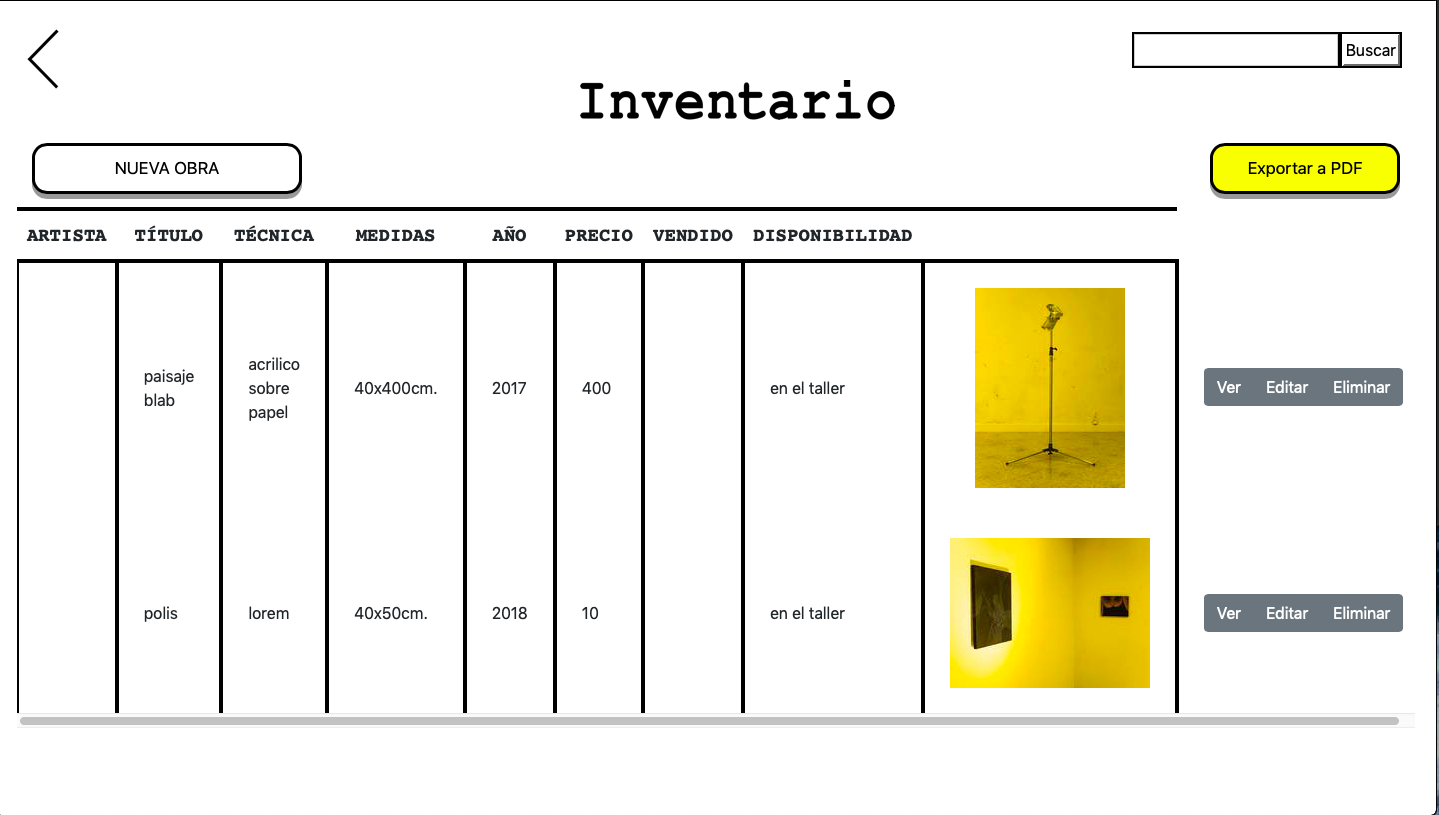 Buscar
Inventario
NUEVA OBRA
Exportar a PDF
ARTISTA TÍTULO TÉCNICA MEDIDAS AÑO PRECIO VENDIDO DISPONIBILIDAD
paisaje
blab
acrilico
sobre
papel
40x400cm.
2017
400
en el taller
Ver Editar Eliminar
polis
lorem
40x50cm.
2018
10
en el taller
Ver Editar Eliminar